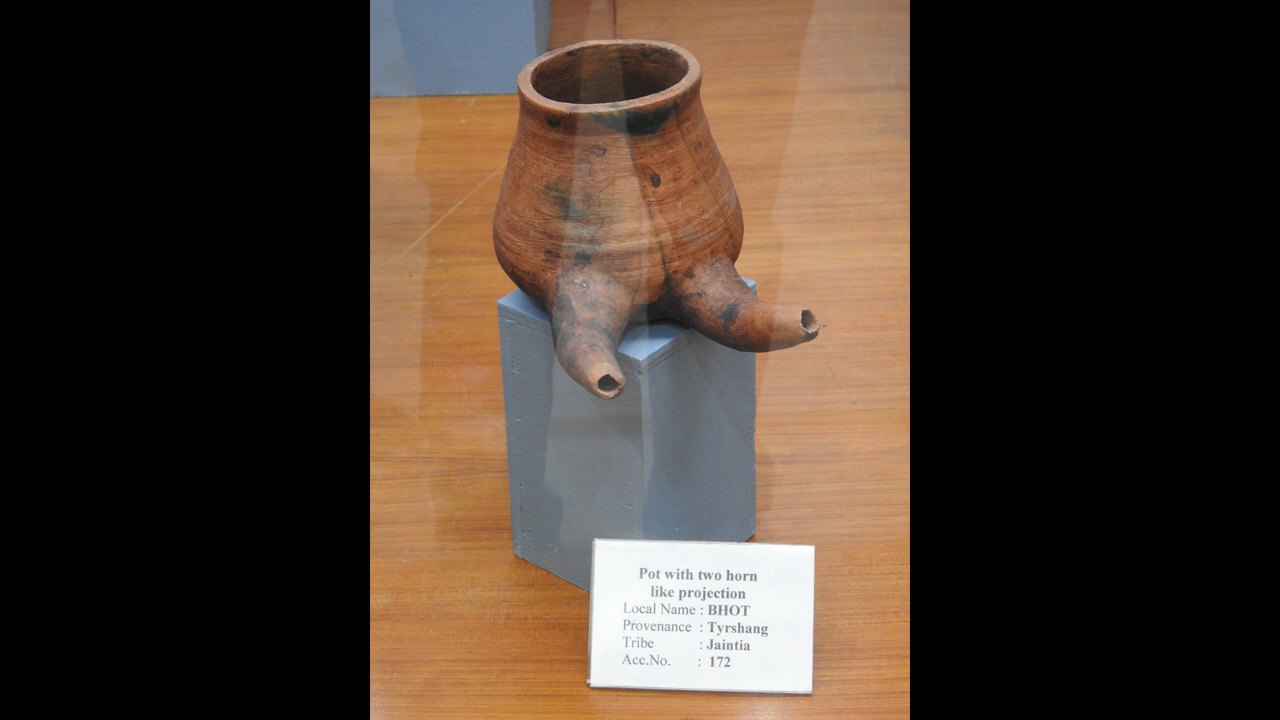 Pot with two horn
like projection
Local Name : BHOT
Provenance : Tyrshang
Tribe : Jaintia
Acc.No. : 172